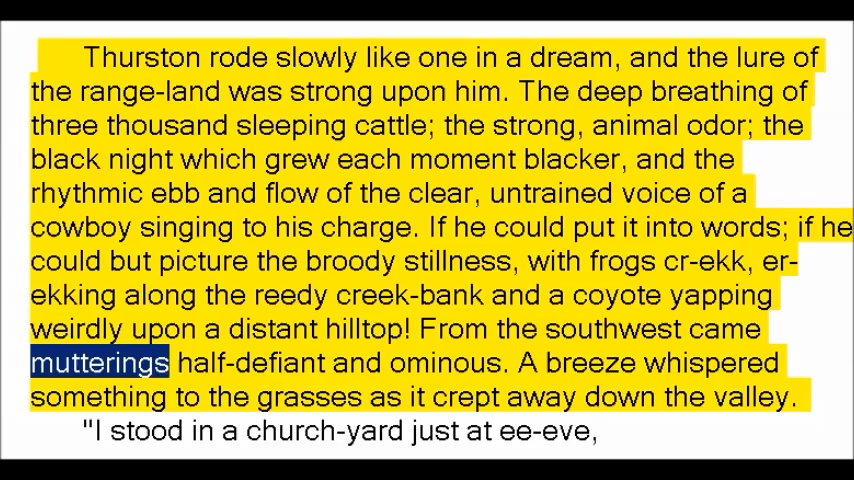 Thurston rode slowly like one in a dream, and the lure of
the range-land was strong upon him. The deep breathing of
three thousand sleeping cattle; the strong, animal odor; the
black night which grew each moment blacker, and the
rhythmic ebb and flow of the clear, untrained voice of a
cowboy singing to his charge. If he could put it into words; if he
could but picture the broody stillness, with frogs cr-ekk, er-
ekking along the reedy creek-bank and a coyote yapping
weirdly upon a distant hilltop! From the southwest came
mutterings half-defiant and ominous. A breeze whispered
something to the grasses as it crept away down the valley.
"I stood in a church-yard just at ee-eve,